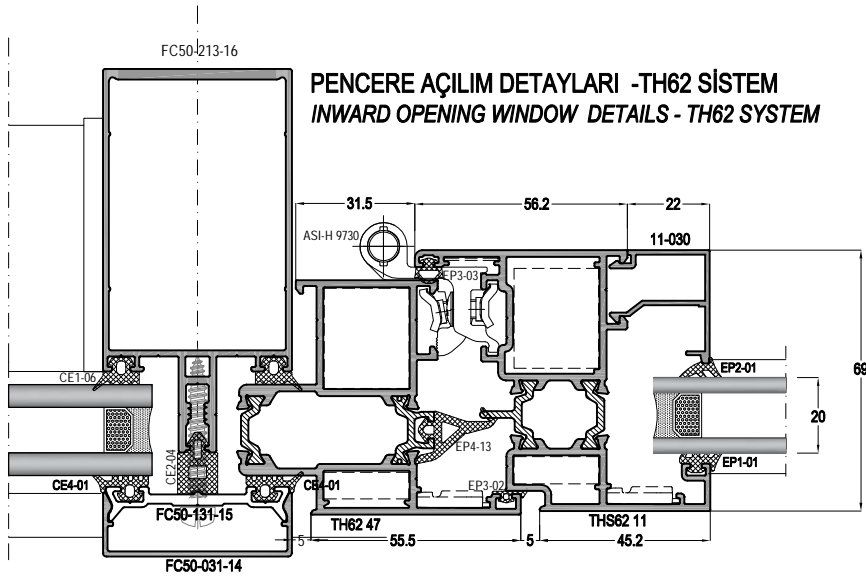 FC50-213-16
PENCERE AÇILIM DETAYLARI -TH62 SİSTEM
INWARD OPENING WINDOW DETAILS - TH62 SYSTEM
31.5
56.2
22
ASI-H 9730
11-030
EP3-03
CE1-06
EP2-01
69
20
EP4-13
CE2-04
EP1-01
CE4-01
CE4-01
EP3-02
FC50-131-15
TH62 47
THS62 11
5
55.5
5
45.2
FC50-031-14